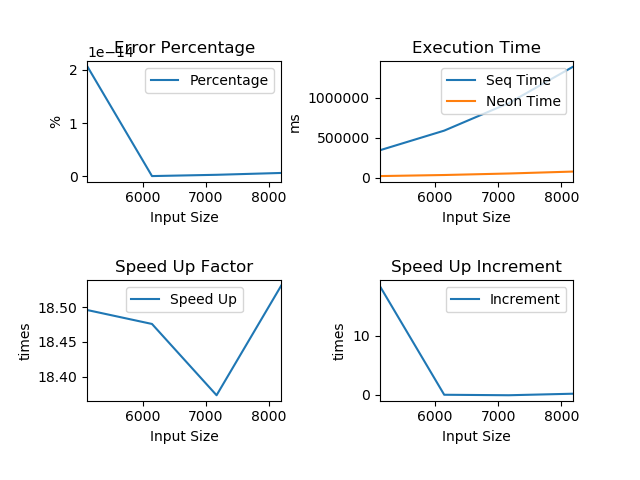 Error Percentage
1e−14
Percentage
2
1
0
%
6000 7000 8000
Input Size
Execution Time
Seq Time
Neon Time
1000000
500000
0
ms
6000 7000 8000
Input Size
Speed Up Factor
Speed Up
18.50
18.45
18.40
times
6000 7000 8000
Input Size
Speed Up Increment
Increment
10
0
times
6000 7000 8000
Input Size